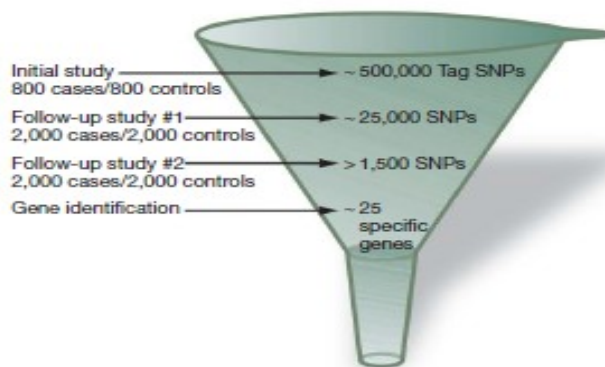 Initial study
800 cases/800 controls
~500,000 Tag SNPs
Follow-up study #1
2,000 cases/2,000 controls
~25,000 SNPs
Follow-up study #2
2,000 cases/2,000 controls
>1,500 SNPs
Gene identification
~25
specific
genes